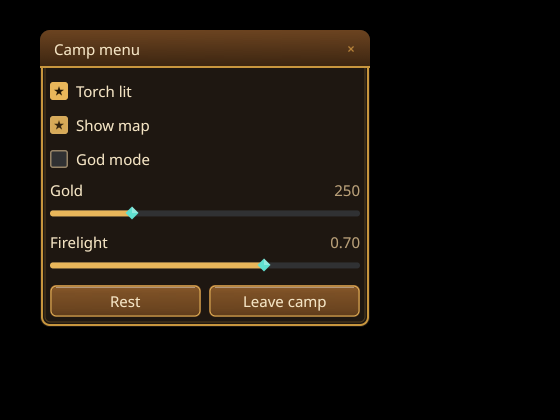 Camp menu ×
Torch lit
Show map
God mode
Gold 250
Firelight 0.70
Rest Leave camp